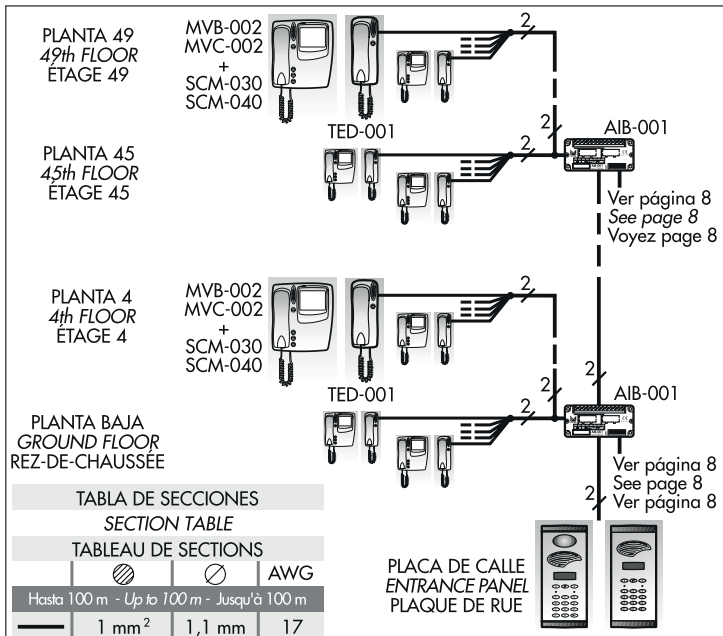 PLANTA 49
49th FLOOR
ÉTAGE 49
MVB-002
MVC-002
+
SCM-030
SCM-040
2
2
TED-001
2
AIB-001
PLANTA 45
45th FLOOR
ÉTAGE 45
Ver página 8
See page 8
Voyez page 8
PLANTA 4
4th FLOOR
ÉTAGE 4
MVB-002
MVC-002
+
SCM-030
SCM-040
2
2
2
TED-001
2
AIB-001
PLANTA BAJA
GROUND FLOOR
REZ-DE-CHAUSSÉE
Ver página 8
See page 8
Ver página 8
2
TABLA DE SECCIONES
SECTION TABLE
TABLEAU DE SECTIONS
AWG
Hasta 100 m - Up to 100 m - Jusqu'à 100 m
1 mm² 1,1 mm 17
PLACA DE CALLE
ENTRANCE PANEL
PLAQUE DE RUE